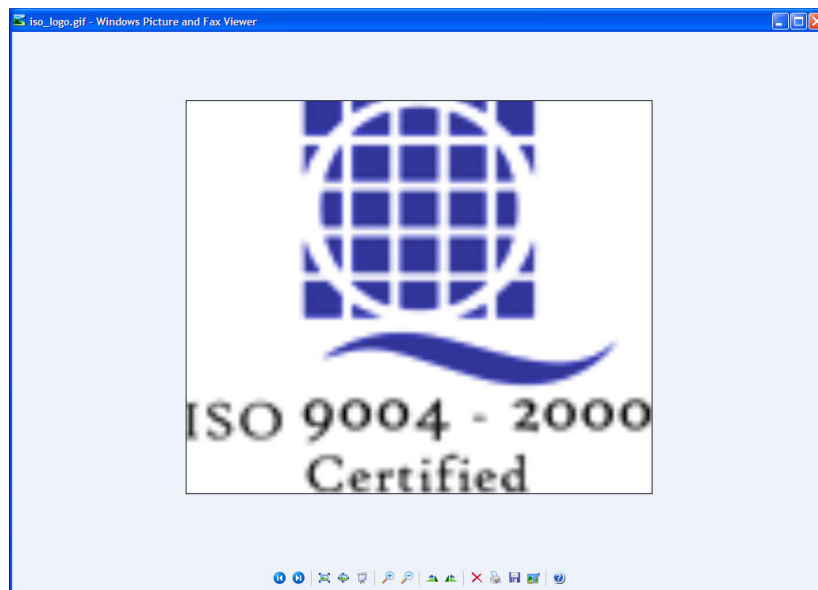 iso_logo.gif - Windows Picture and Fax Viewer
ISO 9004 - 2000
Certified